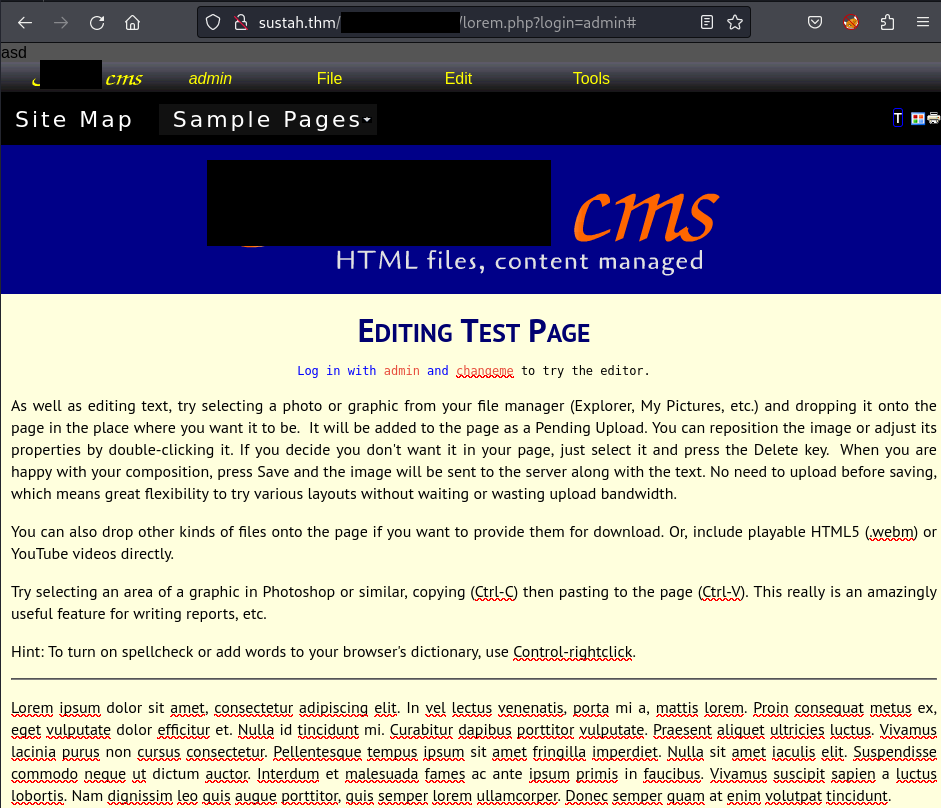 sustah.thm/ /lorem.php?login=admin#
asd
cms admin File Edit Tools
Site Map Sample Pages T
cms
HTML files, content managed
Editing Test Page
Log in with admin and changeme to try the editor.
As well as editing text, try selecting a photo or graphic from your file manager (Explorer, My Pictures, etc.) and dropping it onto the
page in the place where you want it to be. It will be added to the page as a Pending Upload. You can reposition the image or adjust its
properties by double-clicking it. If you decide you don't want it in your page, just select it and press the Delete key. When you are
happy with your composition, press Save and the image will be sent to the server along with the text. No need to upload before saving,
which means great flexibility to try various layouts without waiting or wasting upload bandwidth.
You can also drop other kinds of files onto the page if you want to provide them for download. Or, include playable HTML5 (.webm) or
YouTube videos directly.
Try selecting an area of a graphic in Photoshop or similar, copying (Ctrl-C) then pasting to the page (Ctrl-V). This really is an amazingly
useful feature for writing reports, etc.
Hint: To turn on spellcheck or add words to your browser's dictionary, use Control-rightclick.
Lorem ipsum dolor sit amet, consectetur adipiscing elit. In vel lectus venenatis, porta mi a, mattis lorem. Proin consequat metus ex,
eget vulputate dolor efficitur et. Nulla id tincidunt mi. Curabitur dapibus porttitor vulputate. Praesent aliquet ultricies luctus. Vivamus
lacinia purus non cursus consectetur. Pellentesque tempus ipsum sit amet fringilla imperdiet. Nulla sit amet iaculis elit. Suspendisse
commodo neque ut dictum auctor. Interdum et malesuada fames ac ante ipsum primis in faucibus. Vivamus suscipit sapien a luctus
lobortis. Nam dignissim leo quis augue porttitor, quis semper lorem ullamcorper. Donec semper quam at enim volutpat tincidunt.